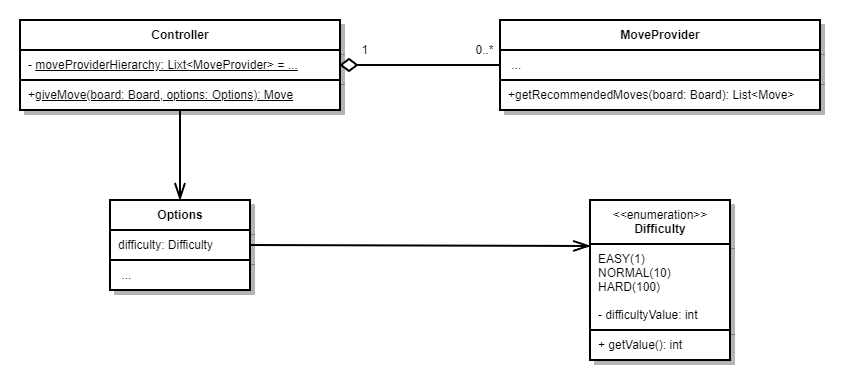 Controller
- moveProviderHierarchy: Lixt<MoveProvider> = ...
+giveMove(board: Board, options: Options): Move
1
0..*
MoveProvider
...
+getRecommendedMoves(board: Board): List<Move>
Options
difficulty: Difficulty
...
<<enumeration>>
Difficulty
EASY(1)
NORMAL(10)
HARD(100)
- difficultyValue: int
+ getValue(): int